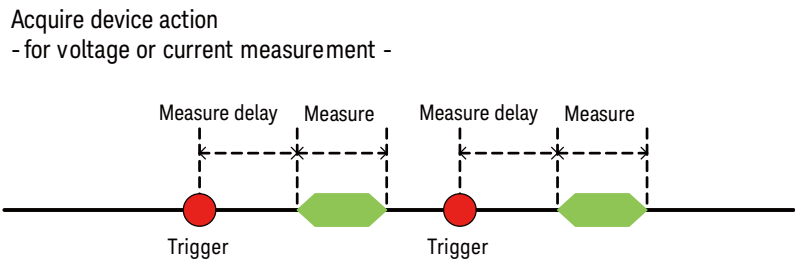 Acquire device action
- for voltage or current measurement -
Measure delay Measure Measure delay Measure
Trigger Trigger